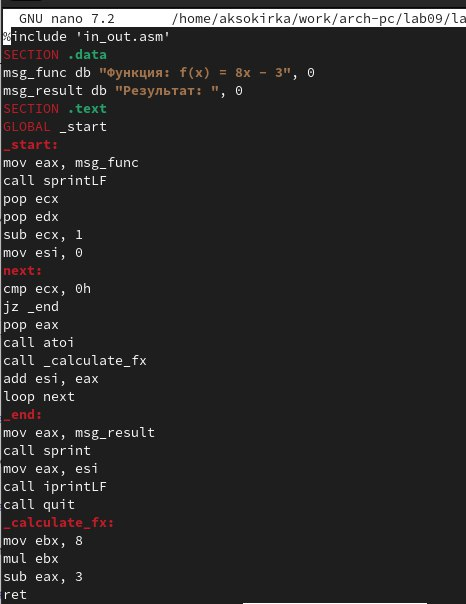 GNU nano 7.2 /home/aksokirka/work/arch-pc/lab09/la
%include 'in_out.asm'
SECTION .data
msg_func db "Функция: f(x) = 8x - 3", 0
msg_result db "Результат: ", 0
SECTION .text
GLOBAL _start
_start:
mov eax, msg_func
call sprintLF
pop ecx
pop edx
sub ecx, 1
mov esi, 0
next:
cmp ecx, 0h
jz _end
pop eax
call atoi
call _calculate_fx
add esi, eax
loop next
_end:
mov eax, msg_result
call sprint
mov eax, esi
call iprintLF
call quit
_calculate_fx:
mov ebx, 8
mul ebx
sub eax, 3
ret